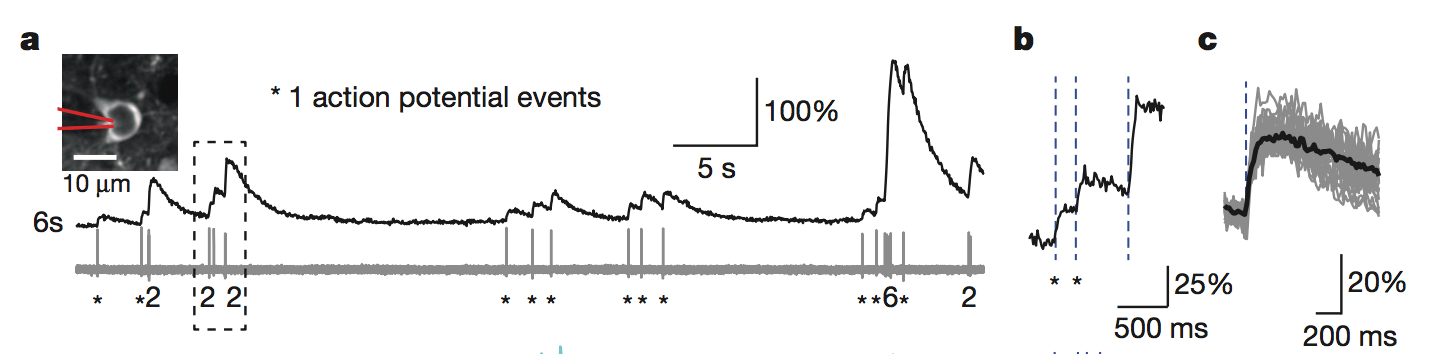 a
b
c
* 1 action potential events
100%
5 s
10 µm
6s
* *2 2 2 * * * * * * **6* 2
* *
25%
500 ms
20%
200 ms